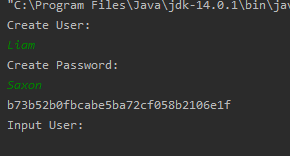 "C:\Program Files\Java\jdk-14.0.1\bin\jav
Create User:
Liam
Create Password:
Saxon
b73b52b0fbcabe5ba72cf058b2106e1f
Input User: